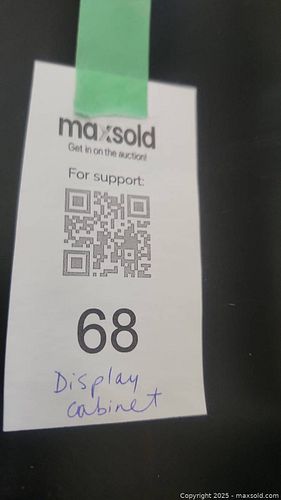 maxsold
Get in on the auction!
For support:
68
Display
cabinet
Copyright 2025 - maxsold.com